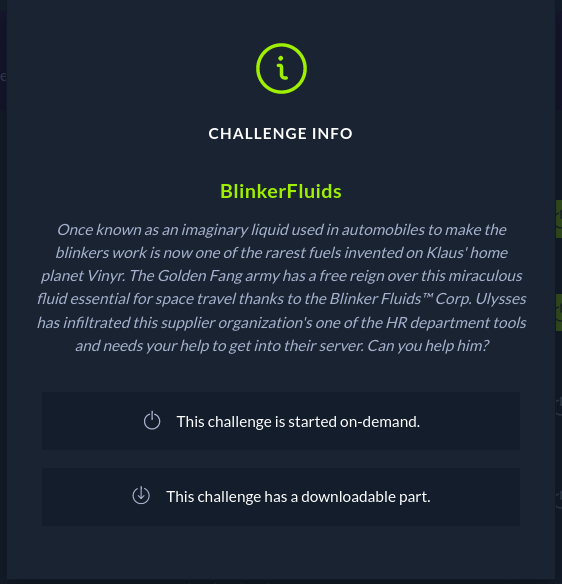 CHALLENGE INFO
BlinkerFluids
Once known as an imaginary liquid used in automobiles to make the
blinkers work is now one of the rarest fuels invented on Klaus' home
planet Vinyr. The Golden Fang army has a free reign over this miraculous
fluid essential for space travel thanks to the Blinker Fluids™ Corp. Ulysses
has infiltrated this supplier organization's one of the HR department tools
and needs your help to get into their server. Can you help him?
This challenge is started on-demand.
This challenge has a downloadable part.